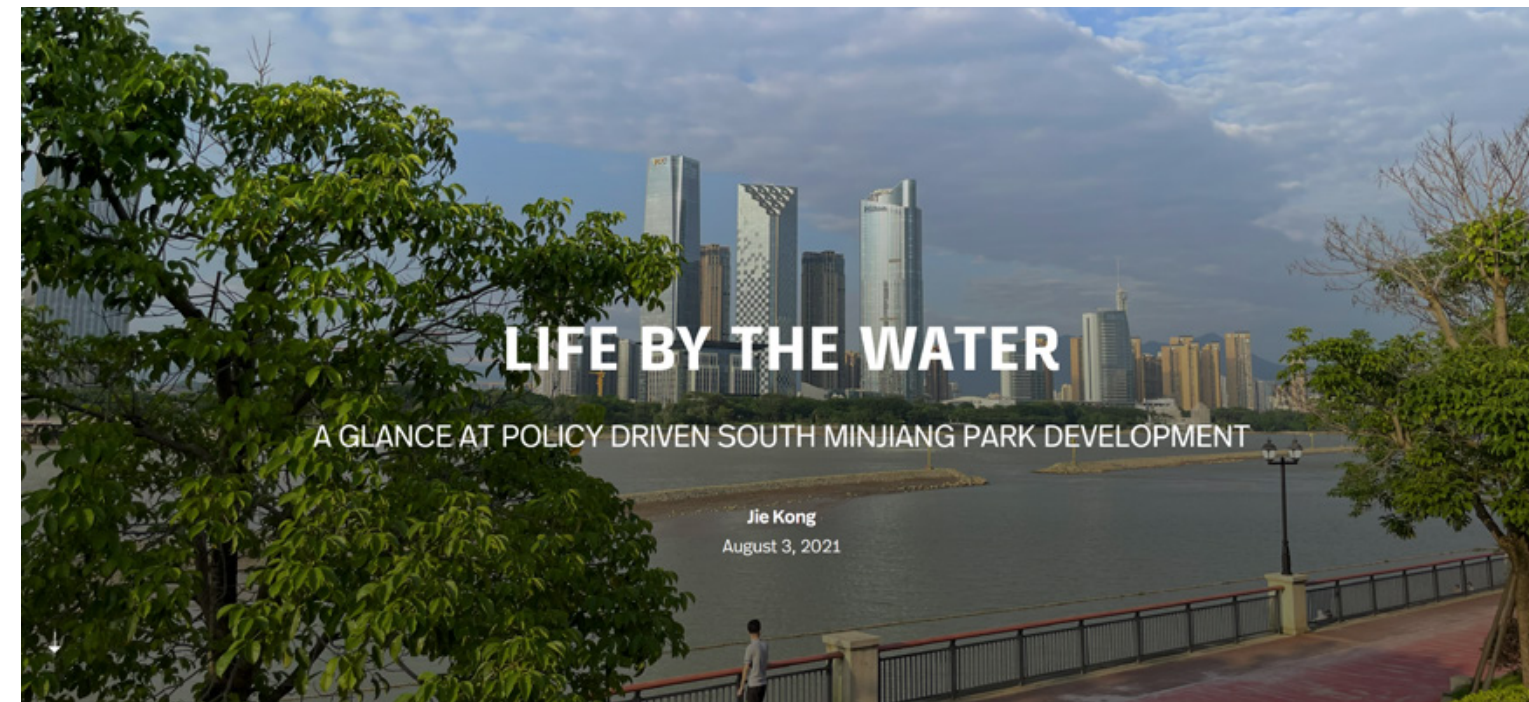 LIFE BY THE WATER
A GLANCE AT POLICY DRIVEN SOUTH MINJIANG PARK DEVELOPMENT
Jie Kong
August 3, 2021